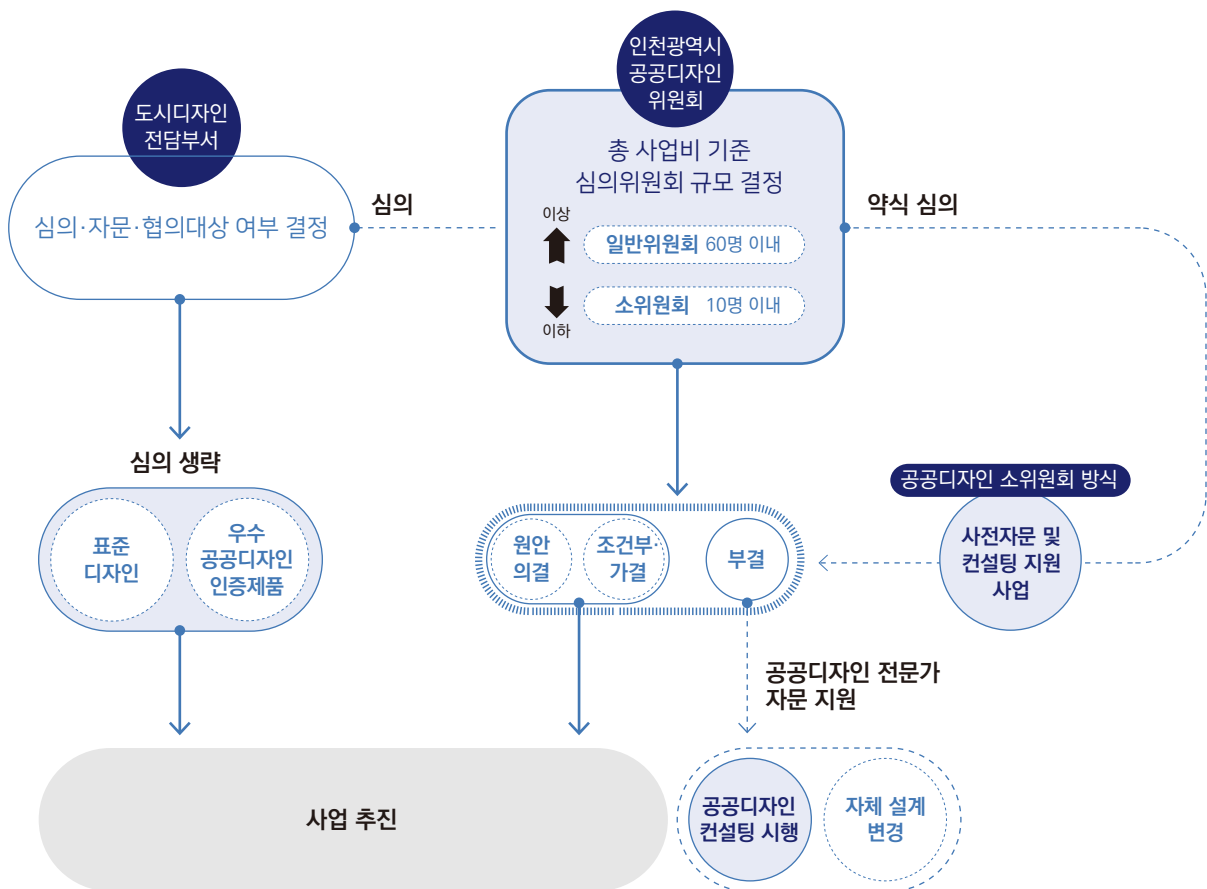 인천광역시
공공디자인
위원회
도시디자인
전담부서
총 사업비 기준
심의위원회 규모 결정
심의·자문·협의대상 여부 결정
심의
약식 심의
이상
일반위원회 60명 이내
소위원회 10명 이내
이하
심의 생략
공공디자인 소위원회 방식
표준
디자인
우수
공공디자인
인증제품
원안
의결
조건부·
가결
부결
사전자문 및
컨설팅 지원
사업
공공디자인 전문가
자문 지원
사업 추진
공공디자인
컨설팅 시행
자체 설계
변경